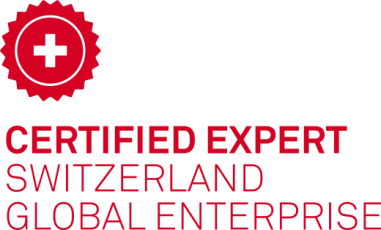 CERTIFIED EXPERT
SWITZERLAND
GLOBAL ENTERPRISE